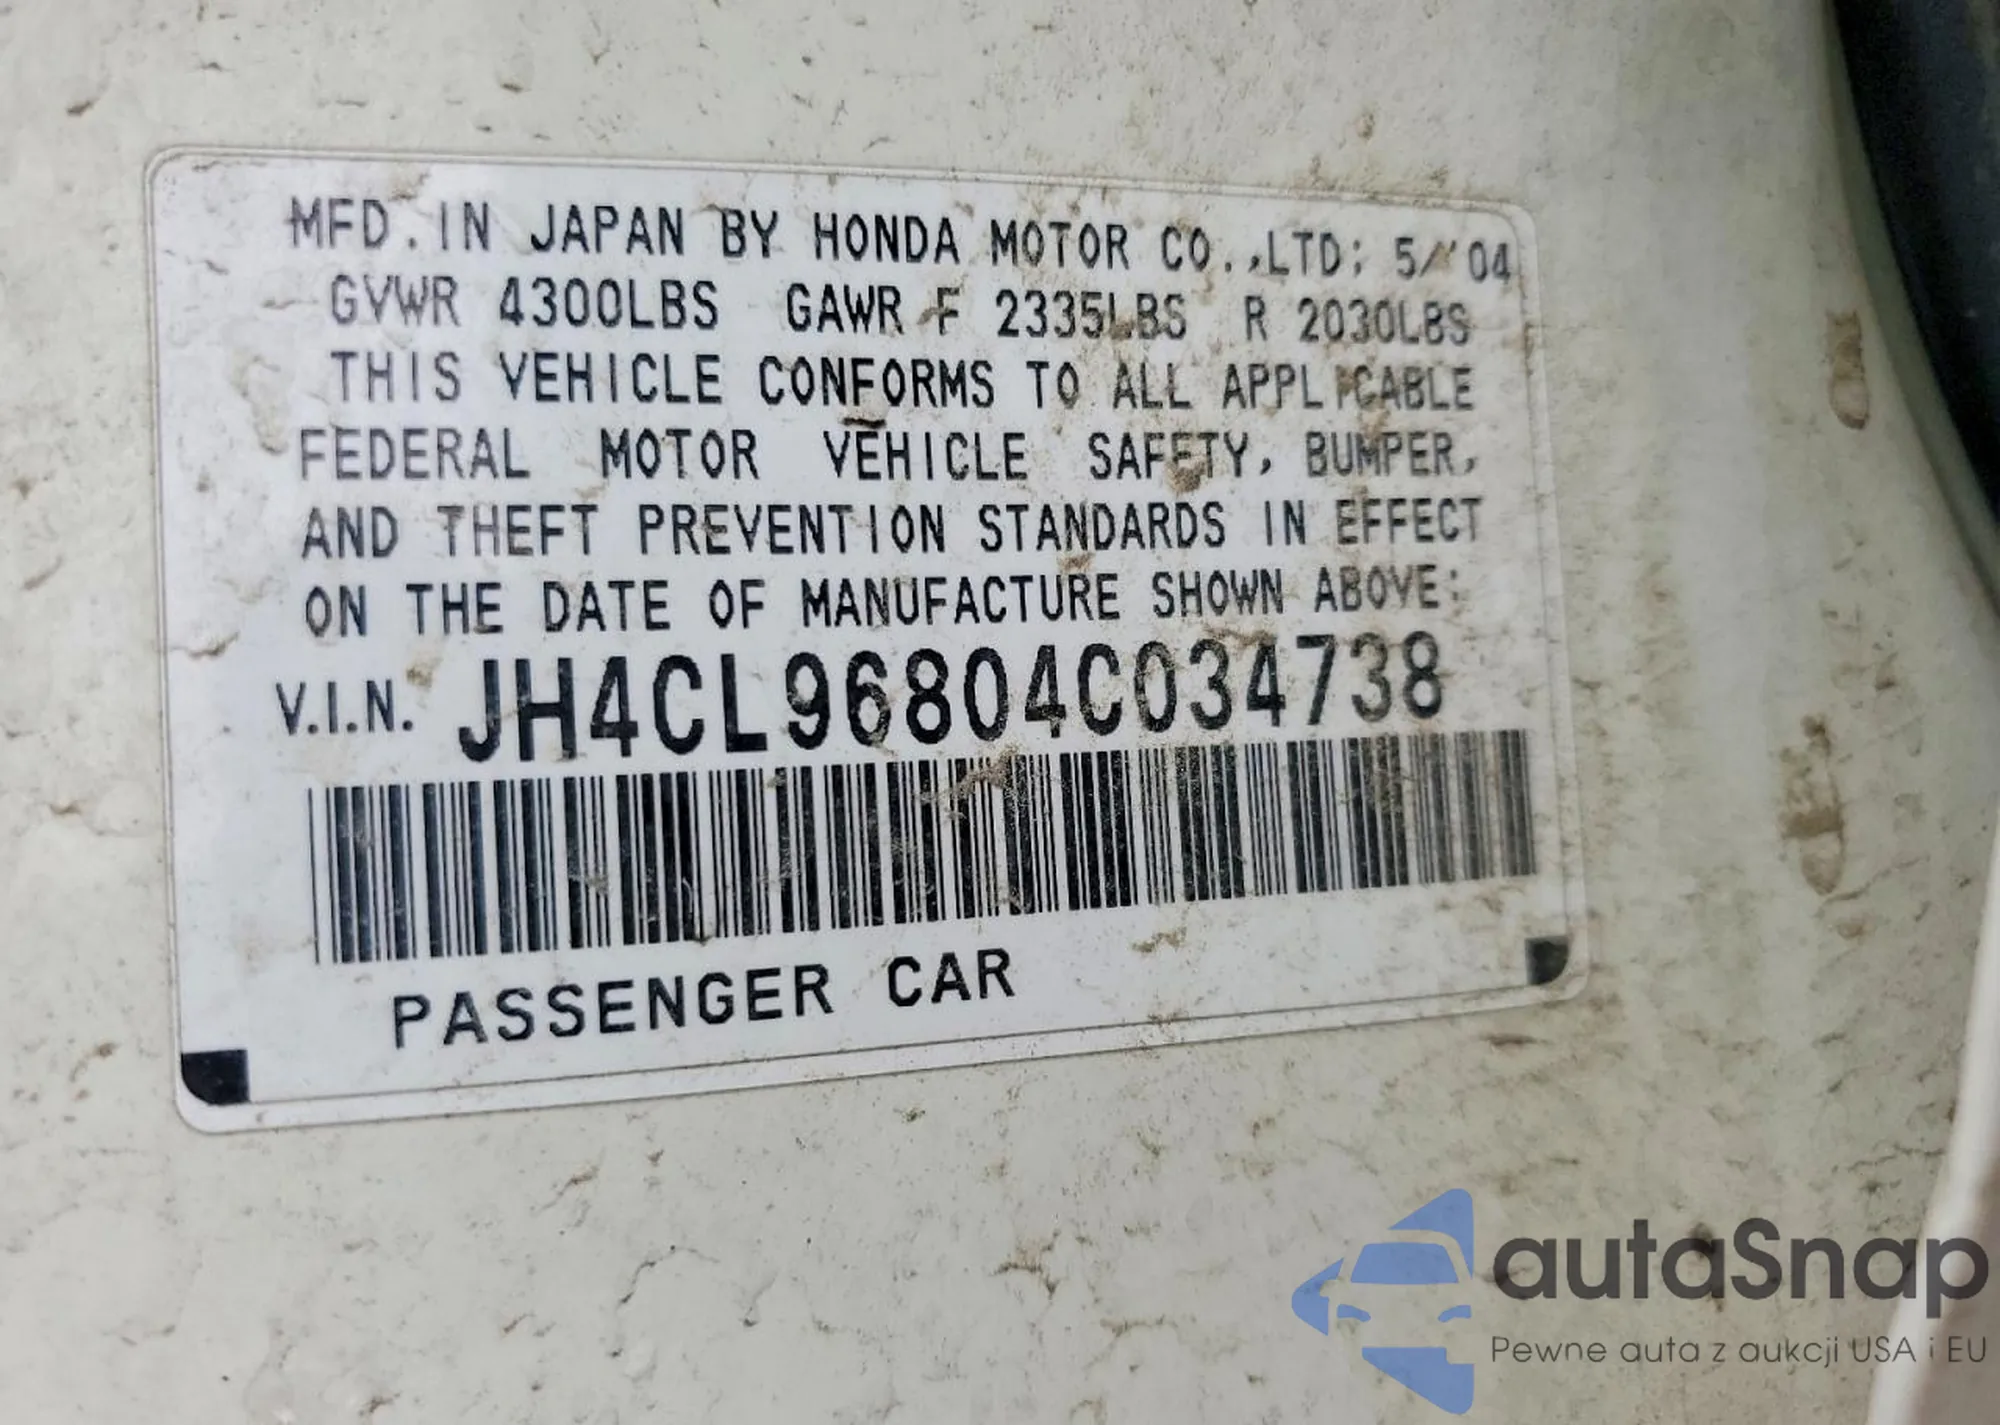 MFD. IN JAPAN BY HONDA MOTOR CO.,LTD; 5/'04
GVWR 4300LBS GAWR F 2335LBS R 2030LBS
THIS VEHICLE CONFORMS TO ALL APPLICABLE
FEDERAL MOTOR VEHICLE SAFETY, BUMPER,
AND THEFT PREVENTION STANDARDS IN EFFECT
ON THE DATE OF MANUFACTURE SHOWN ABOVE:
V.I.N. JH4CL96804C034738
PASSENGER CAR
autaSnap
Pewne auta z aukcji USA i EU